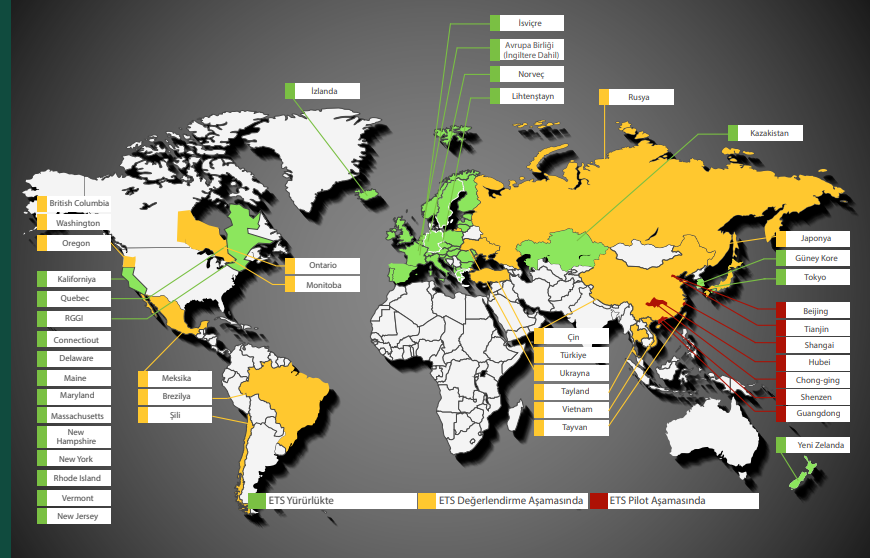 İsviçre
Avrupa Birliği
(İngiltere Dahil)
Norveç
Lihtenştayn
İzlanda
Rusya
Kazakistan
British Columbia
Washington
Oregon
Kaliforniya
Quebec
RGGI
Connectiout
Delaware
Maine
Maryland
Massachusetts
New
Hampshire
New York
Rhode Island
Vermont
New Jersey
Ontario
Monitoba
Meksika
Brezilya
Şili
Çin
Türkiye
Ukrayna
Tayland
Vietnam
Tayvan
Japonya
Güney Kore
Tokyo
Beijing
Tianjin
Shangai
Hubei
Chong-ging
Shenzen
Guangdong
Yeni Zelanda
ETS Yürürlükte
ETS Değerlendirme Aşamasında
ETS Pilot Aşamasında